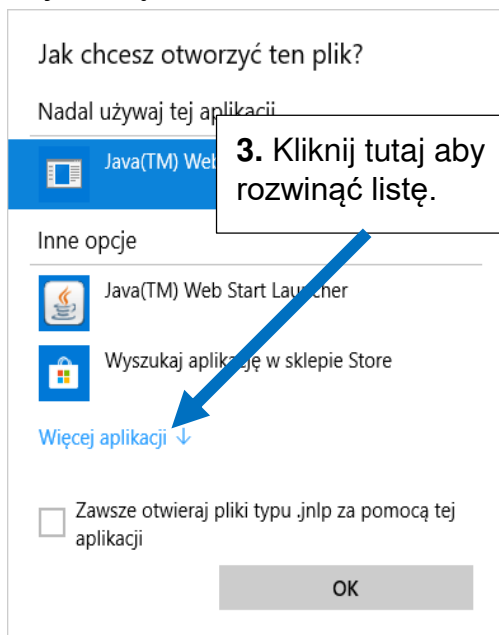 Jak chcesz otworzyć ten plik?
Nadal używaj tej aplikacji
Java(TM) Web
3. Kliknij tutaj aby
rozwinąć listę.
Inne opcje
Java(TM) Web Start Launcher
Wyszukaj aplikację w sklepie Store
Więcej aplikacji ↓
Zawsze otwieraj pliki typu .jnlp za pomocą tej
aplikacji
OK